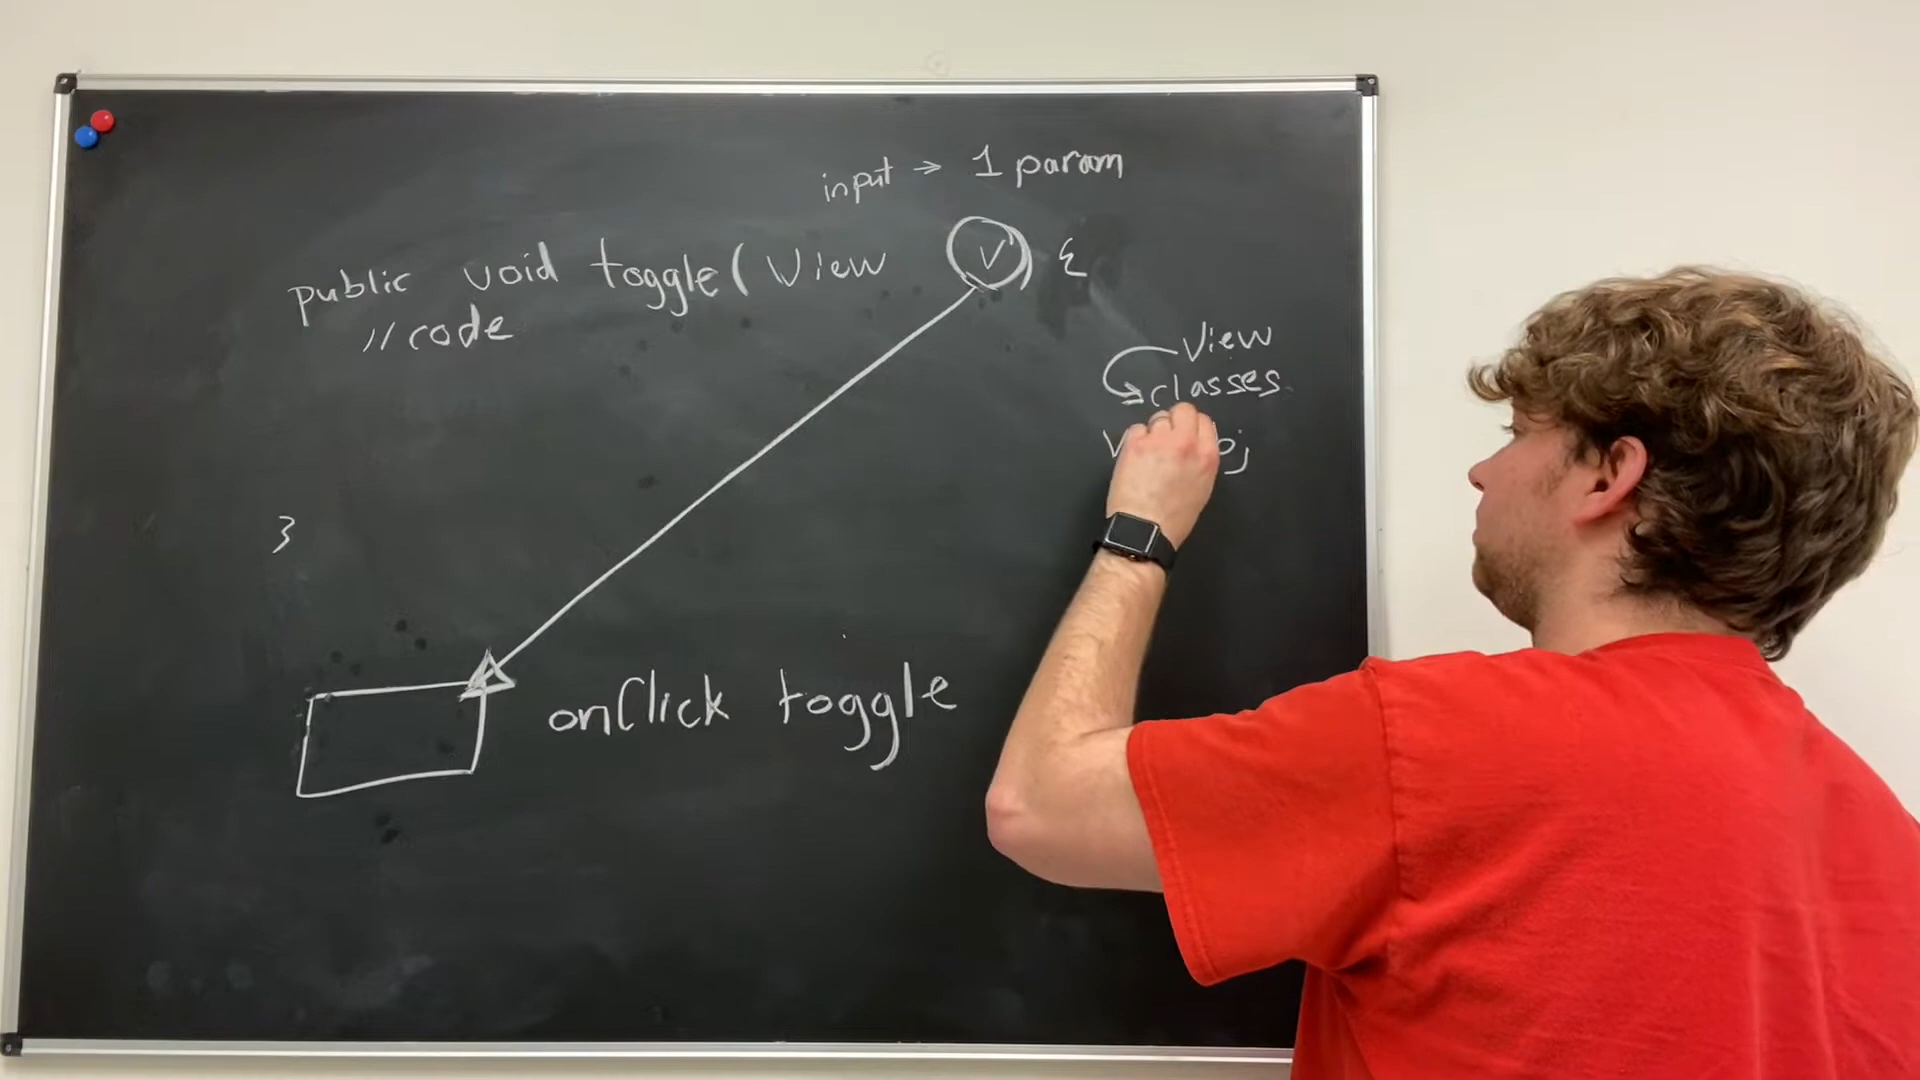 input → 1 param
public void toggle(View v) {
//code
View
classes
}
onClick toggle